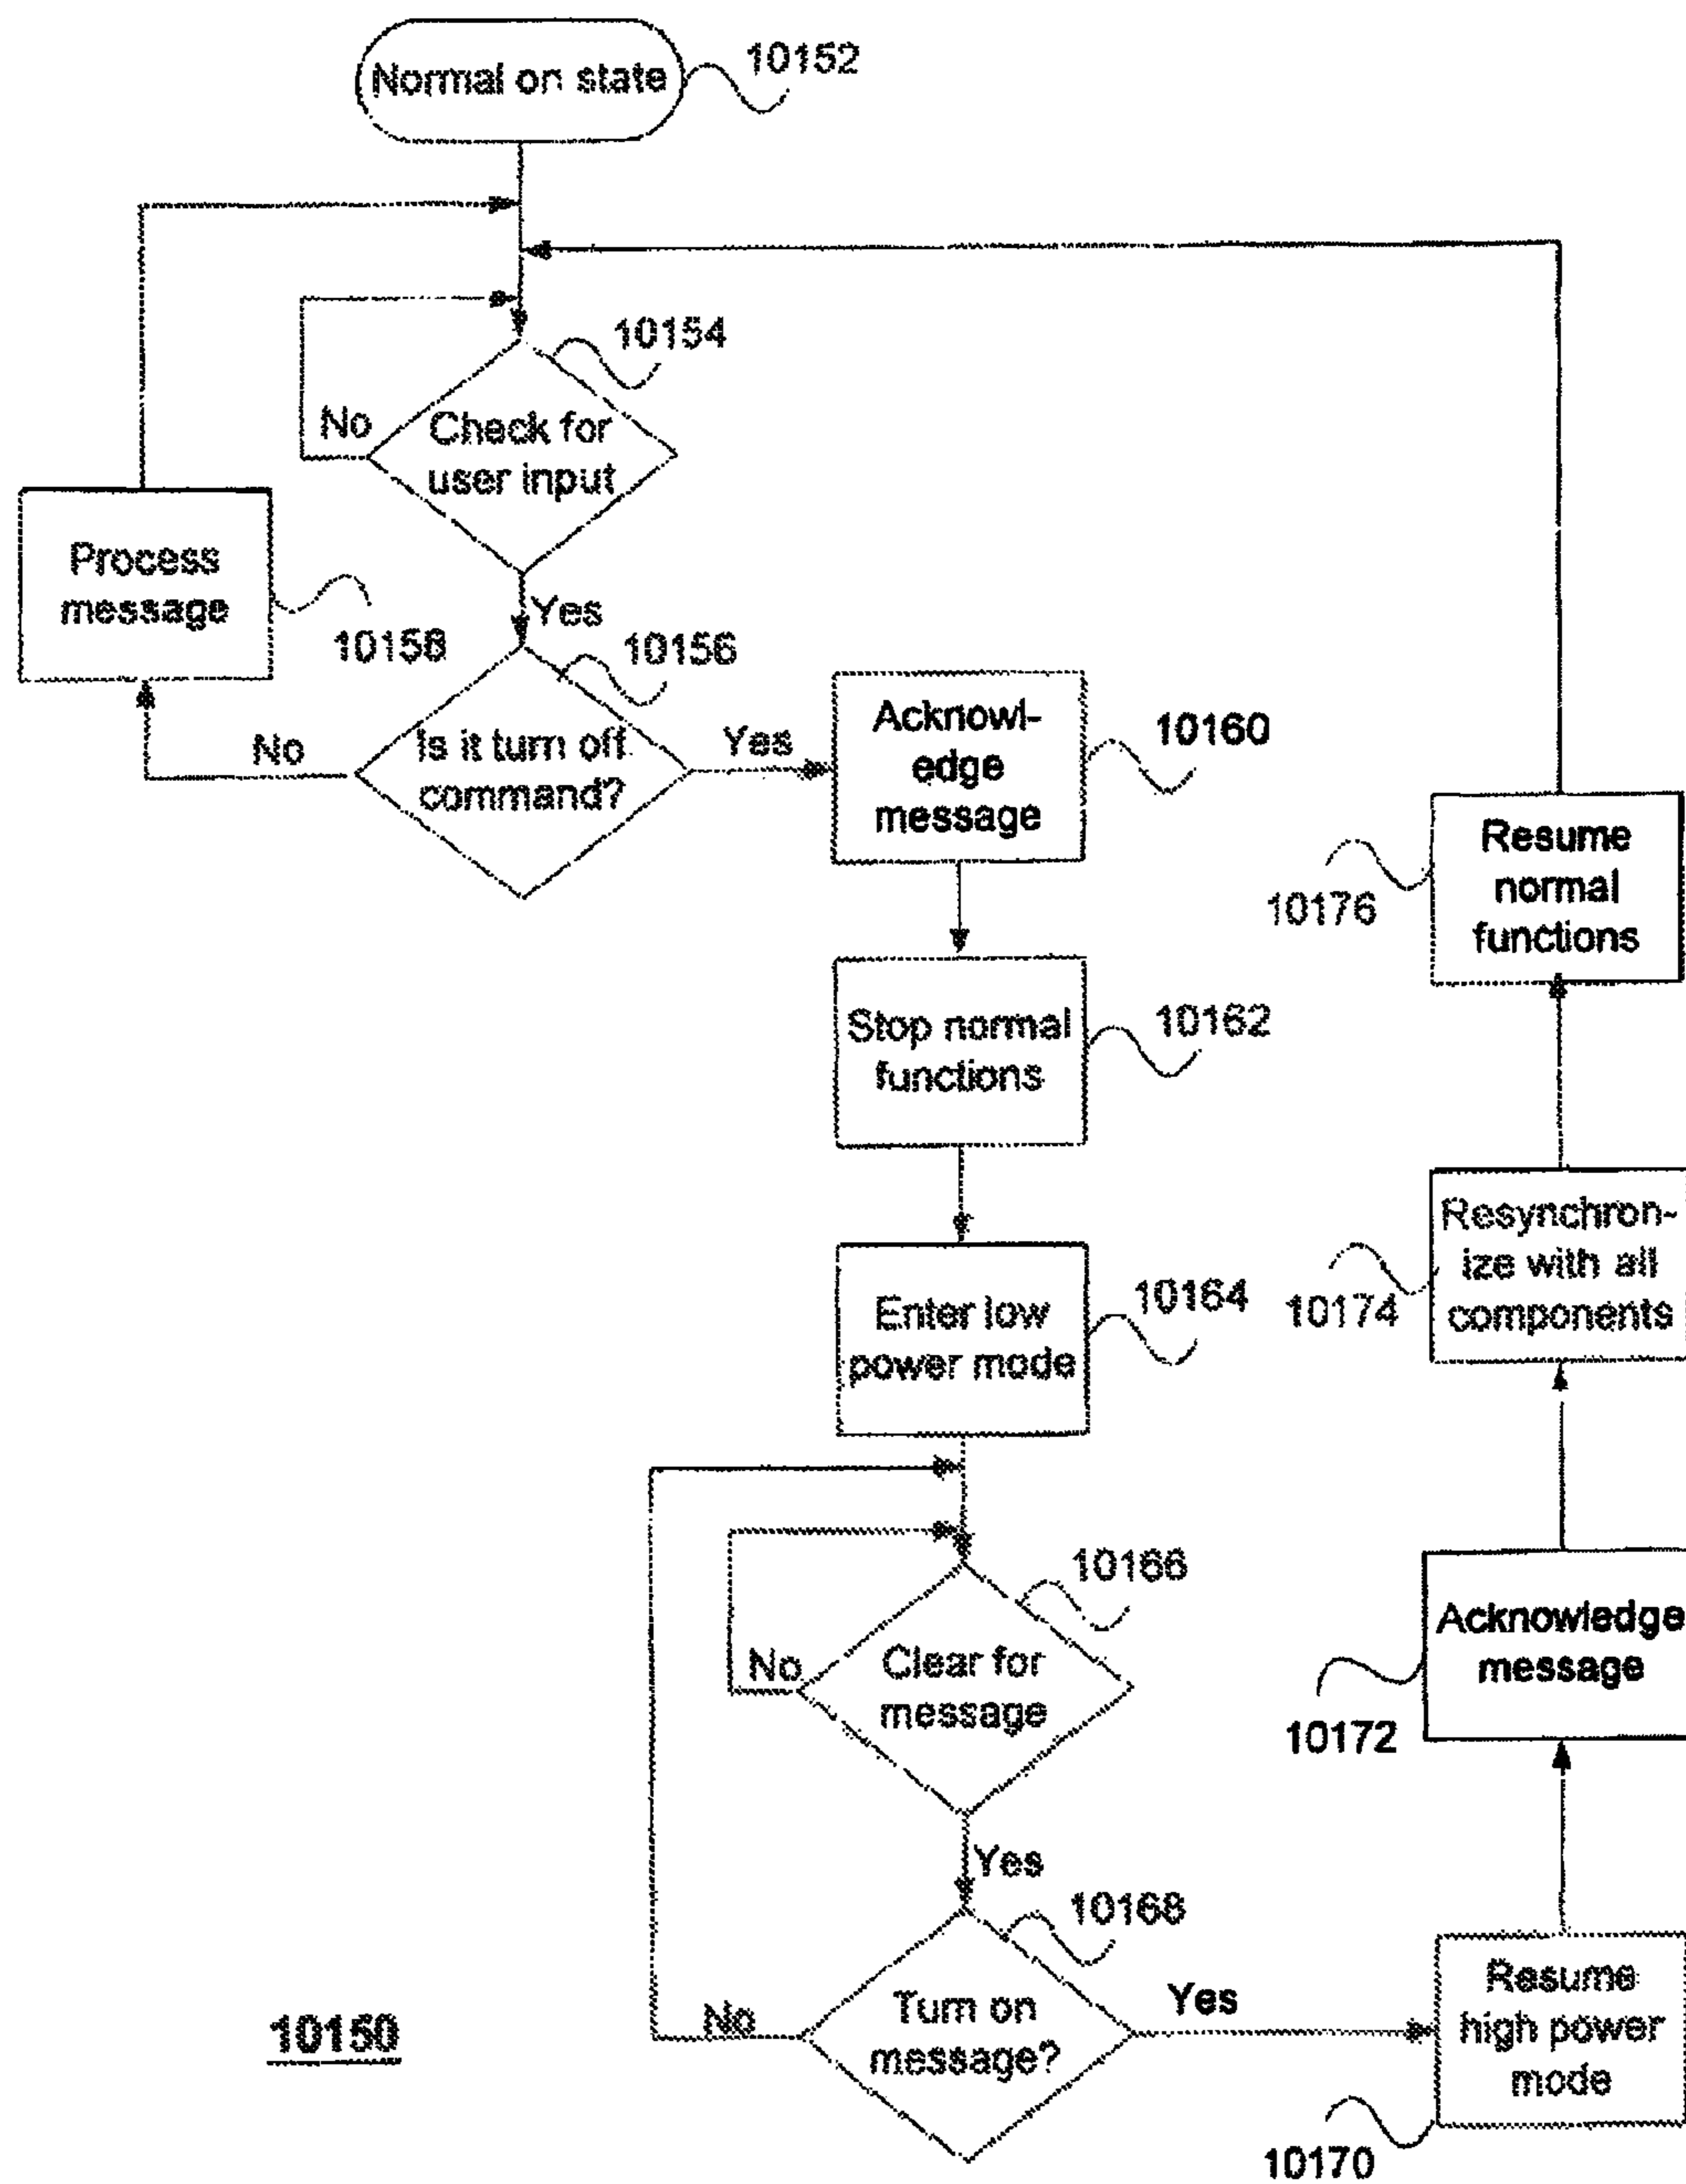 Normal on state
10152
10154
No
Check for
user input
Process
message
10158
Yes
10156
Is it turn off
command?
No
Yes
Acknowl-
edge
message
10160
Resume
normal
functions
10176
Stop normal
functions
10162
Resynchron-
ize with all
components
10174
Enter low
power mode
10164
10166
No
Clear for
message
Acknowledge
message
10172
Yes
10168
Turn on
message?
No
Yes
Resume
high power
mode
10170
10150